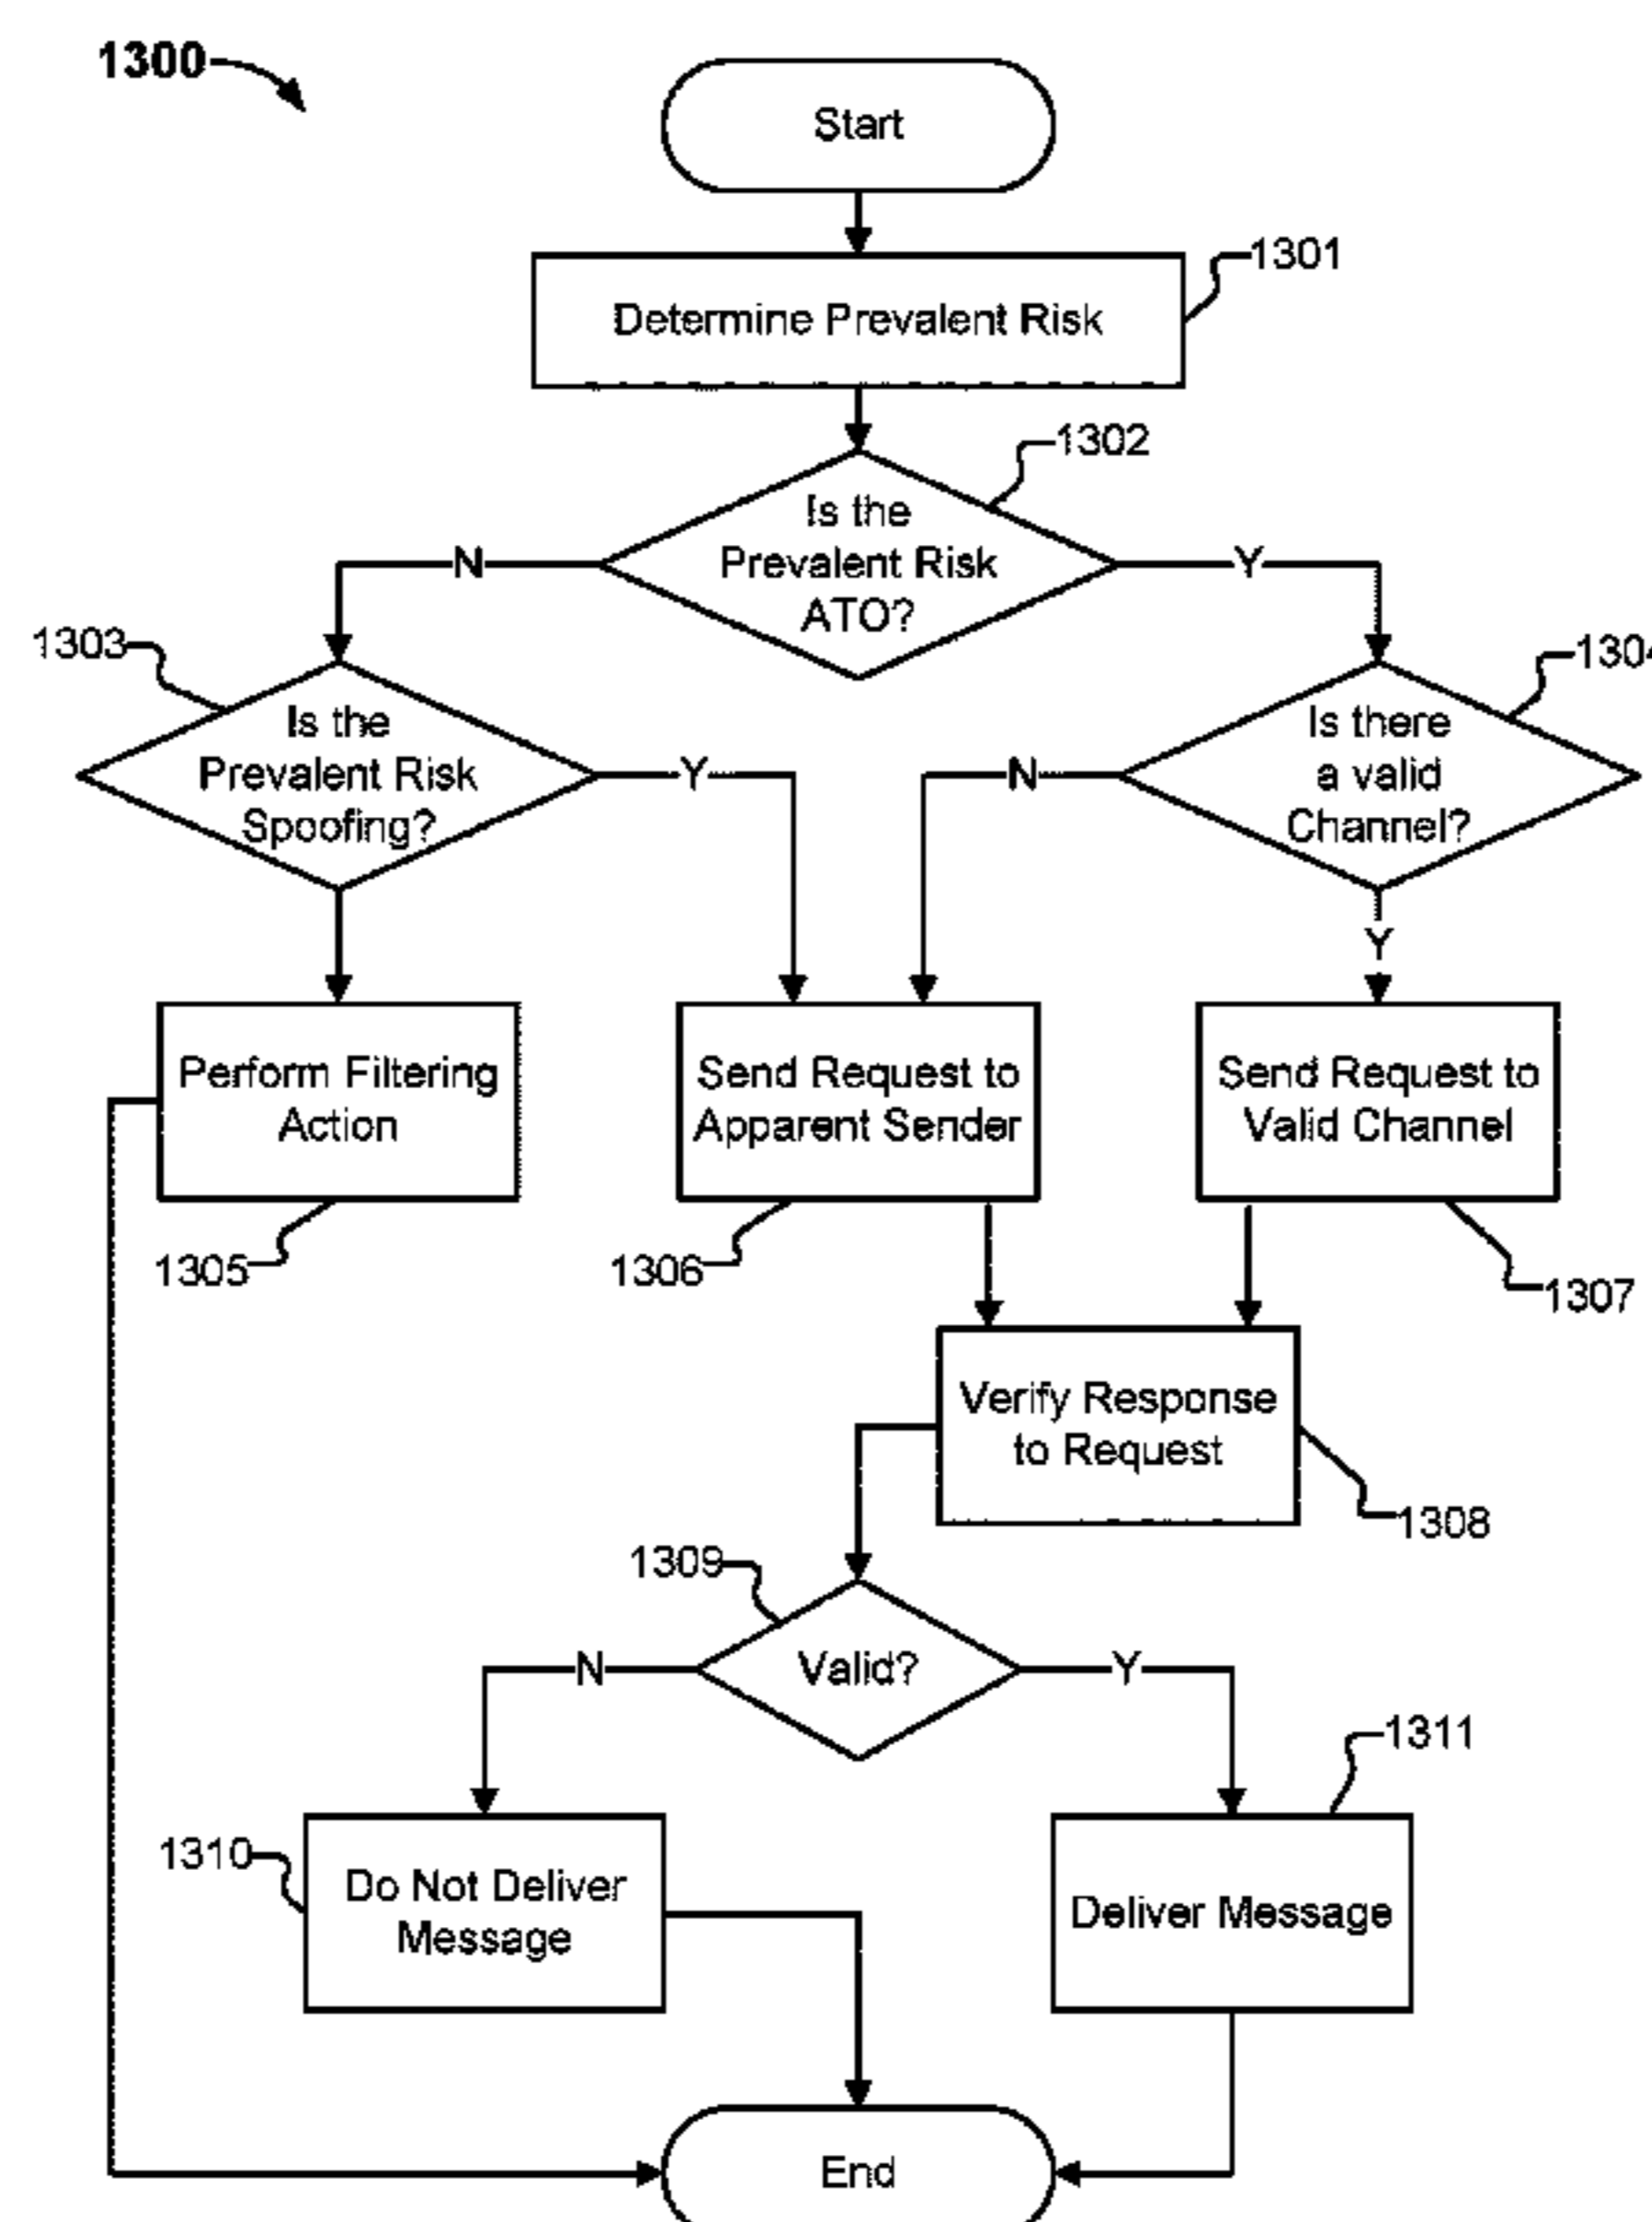 1300
Start
1301
Determine Prevalent Risk
1302
Is the
Prevalent Risk
ATO?
N
Y
1303
Is the
Prevalent Risk
Spoofing?
Y
1304
Is there
a valid
Channel?
N
Y
Perform Filtering
Action
1305
Send Request to
Apparent Sender
1306
Send Request to
Valid Channel
1307
Verify Response
to Request
1308
1309
Valid?
N
Y
1310
Do Not Deliver
Message
1311
Deliver Message
End